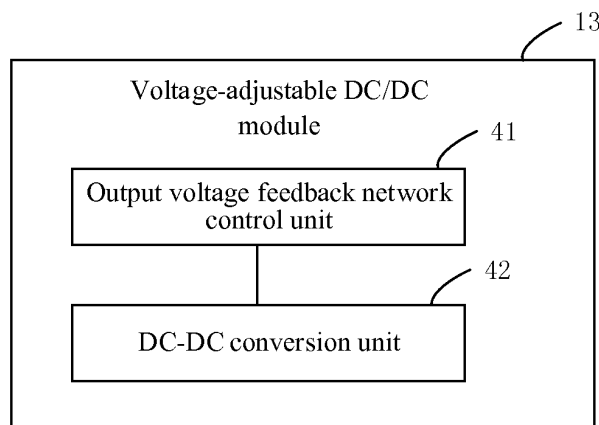 13
Voltage-adjustable DC/DC
module
41
Output voltage feedback network
control unit
42
DC-DC conversion unit